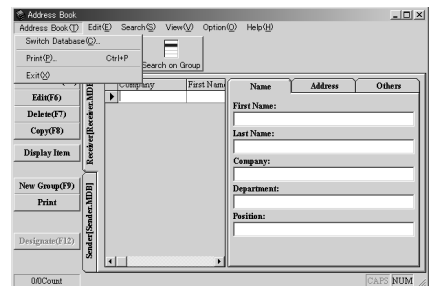 Address Book
Address Book(T) Edit(E) Search(S) View(V) Option(O) Help(H)
Switch Database(C)...
Print(P)... Ctrl+P
Exit(X)
Search on Group
Edit(F6)
Delete(F7)
Copy(F8)
Display Item
New Group(F9)
Print
Designate(F12)
Receiver[Receiver.MDB]
Sender[Sender.MDB]
Company First Name
Name Address Others
First Name:
Last Name:
Company:
Department:
Position:
0/0Count
CAPS NUM